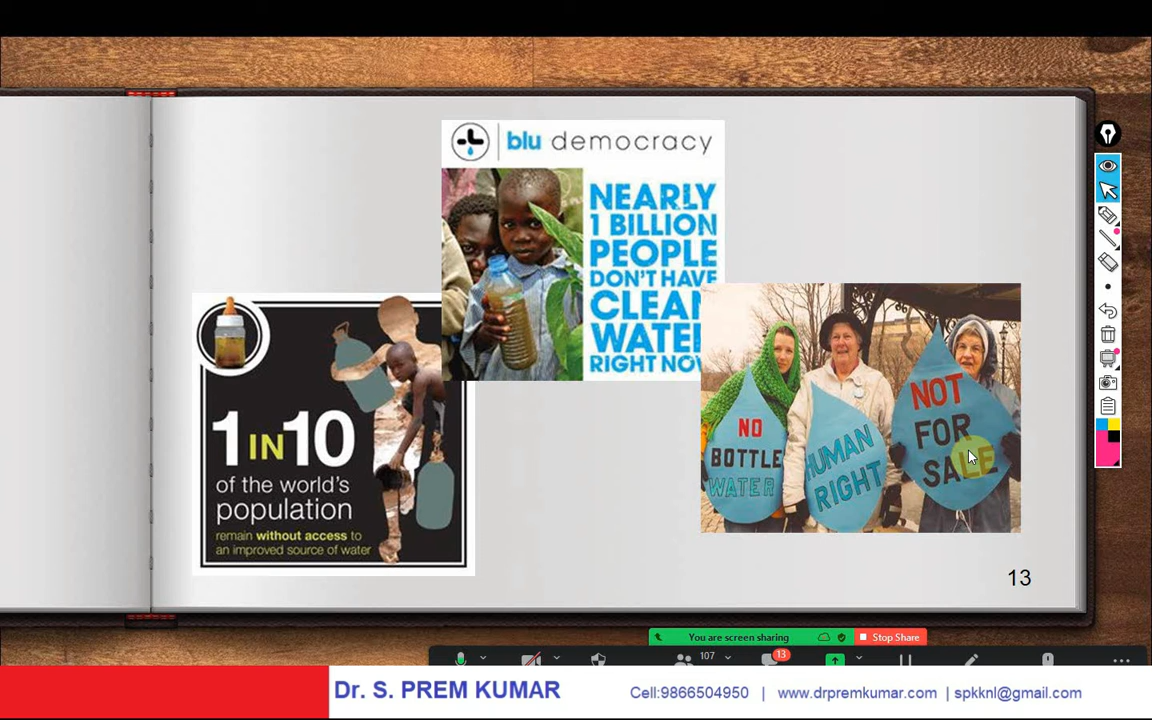 blu democracy
NEARLY
1 BILLION
PEOPLE
DON'T HAVE
CLEAN
WATER
RIGHT NOW
1 IN 10
of the world's
population
remain without access to
an improved source of water
NO
BOTTLE
WATER
HUMAN
RIGHT
NOT
FOR
SALE
13
You are screen sharing
Stop Share
107
13
Dr. S. PREM KUMAR
Cell:9866504950 | www.drpremkumar.com | spkknl@gmail.com